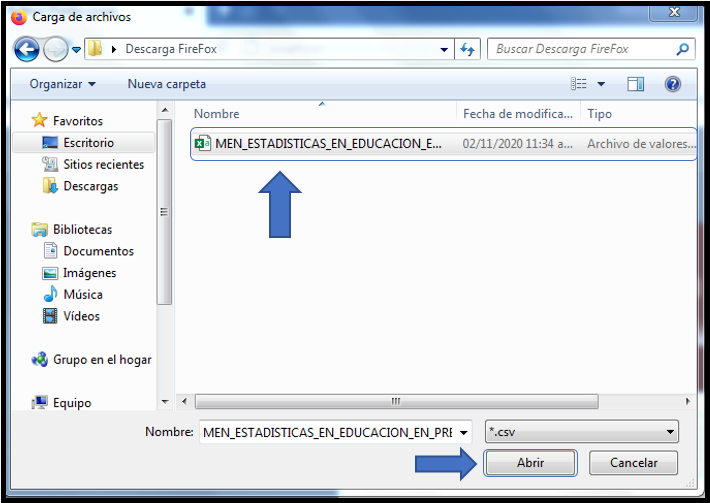 Carga de archivos
Descarga FireFox
Buscar Descarga FireFox
Organizar
Nueva carpeta
Nombre
Fecha de modifica...
Tipo
Favoritos
Escritorio
Sitios recientes
Descargas
Bibliotecas
Documentos
Imágenes
Música
Vídeos
Grupo en el hogar
Equipo
MEN_ESTADISTICAS_EN_EDUCACION_E...
02/11/2020 11:34 a...
Archivo de valores...
Nombre:
MEN_ESTADISTICAS_EN_EDUCACION_EN_PRE
*.csv
Abrir
Cancelar